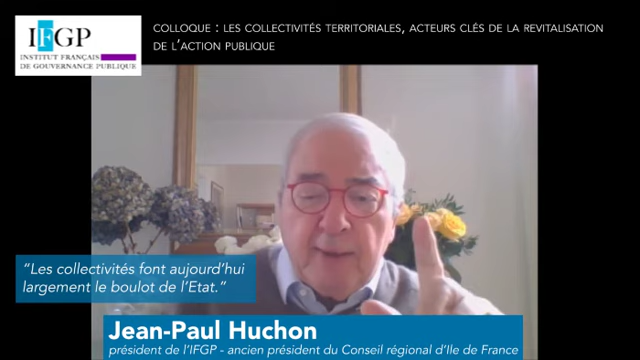 IFGP
INSTITUT FRANÇAIS
DE GOUVERNANCE PUBLIQUE
COLLOQUE : LES COLLECTIVITÉS TERRITORIALES, ACTEURS CLÉS DE LA REVITALISATION
DE L'ACTION PUBLIQUE
“Les collectivités font aujourd'hui
largement le boulot de l'Etat.”
Jean-Paul Huchon
président de l'IFGP - ancien président du Conseil régional d'Ile de France